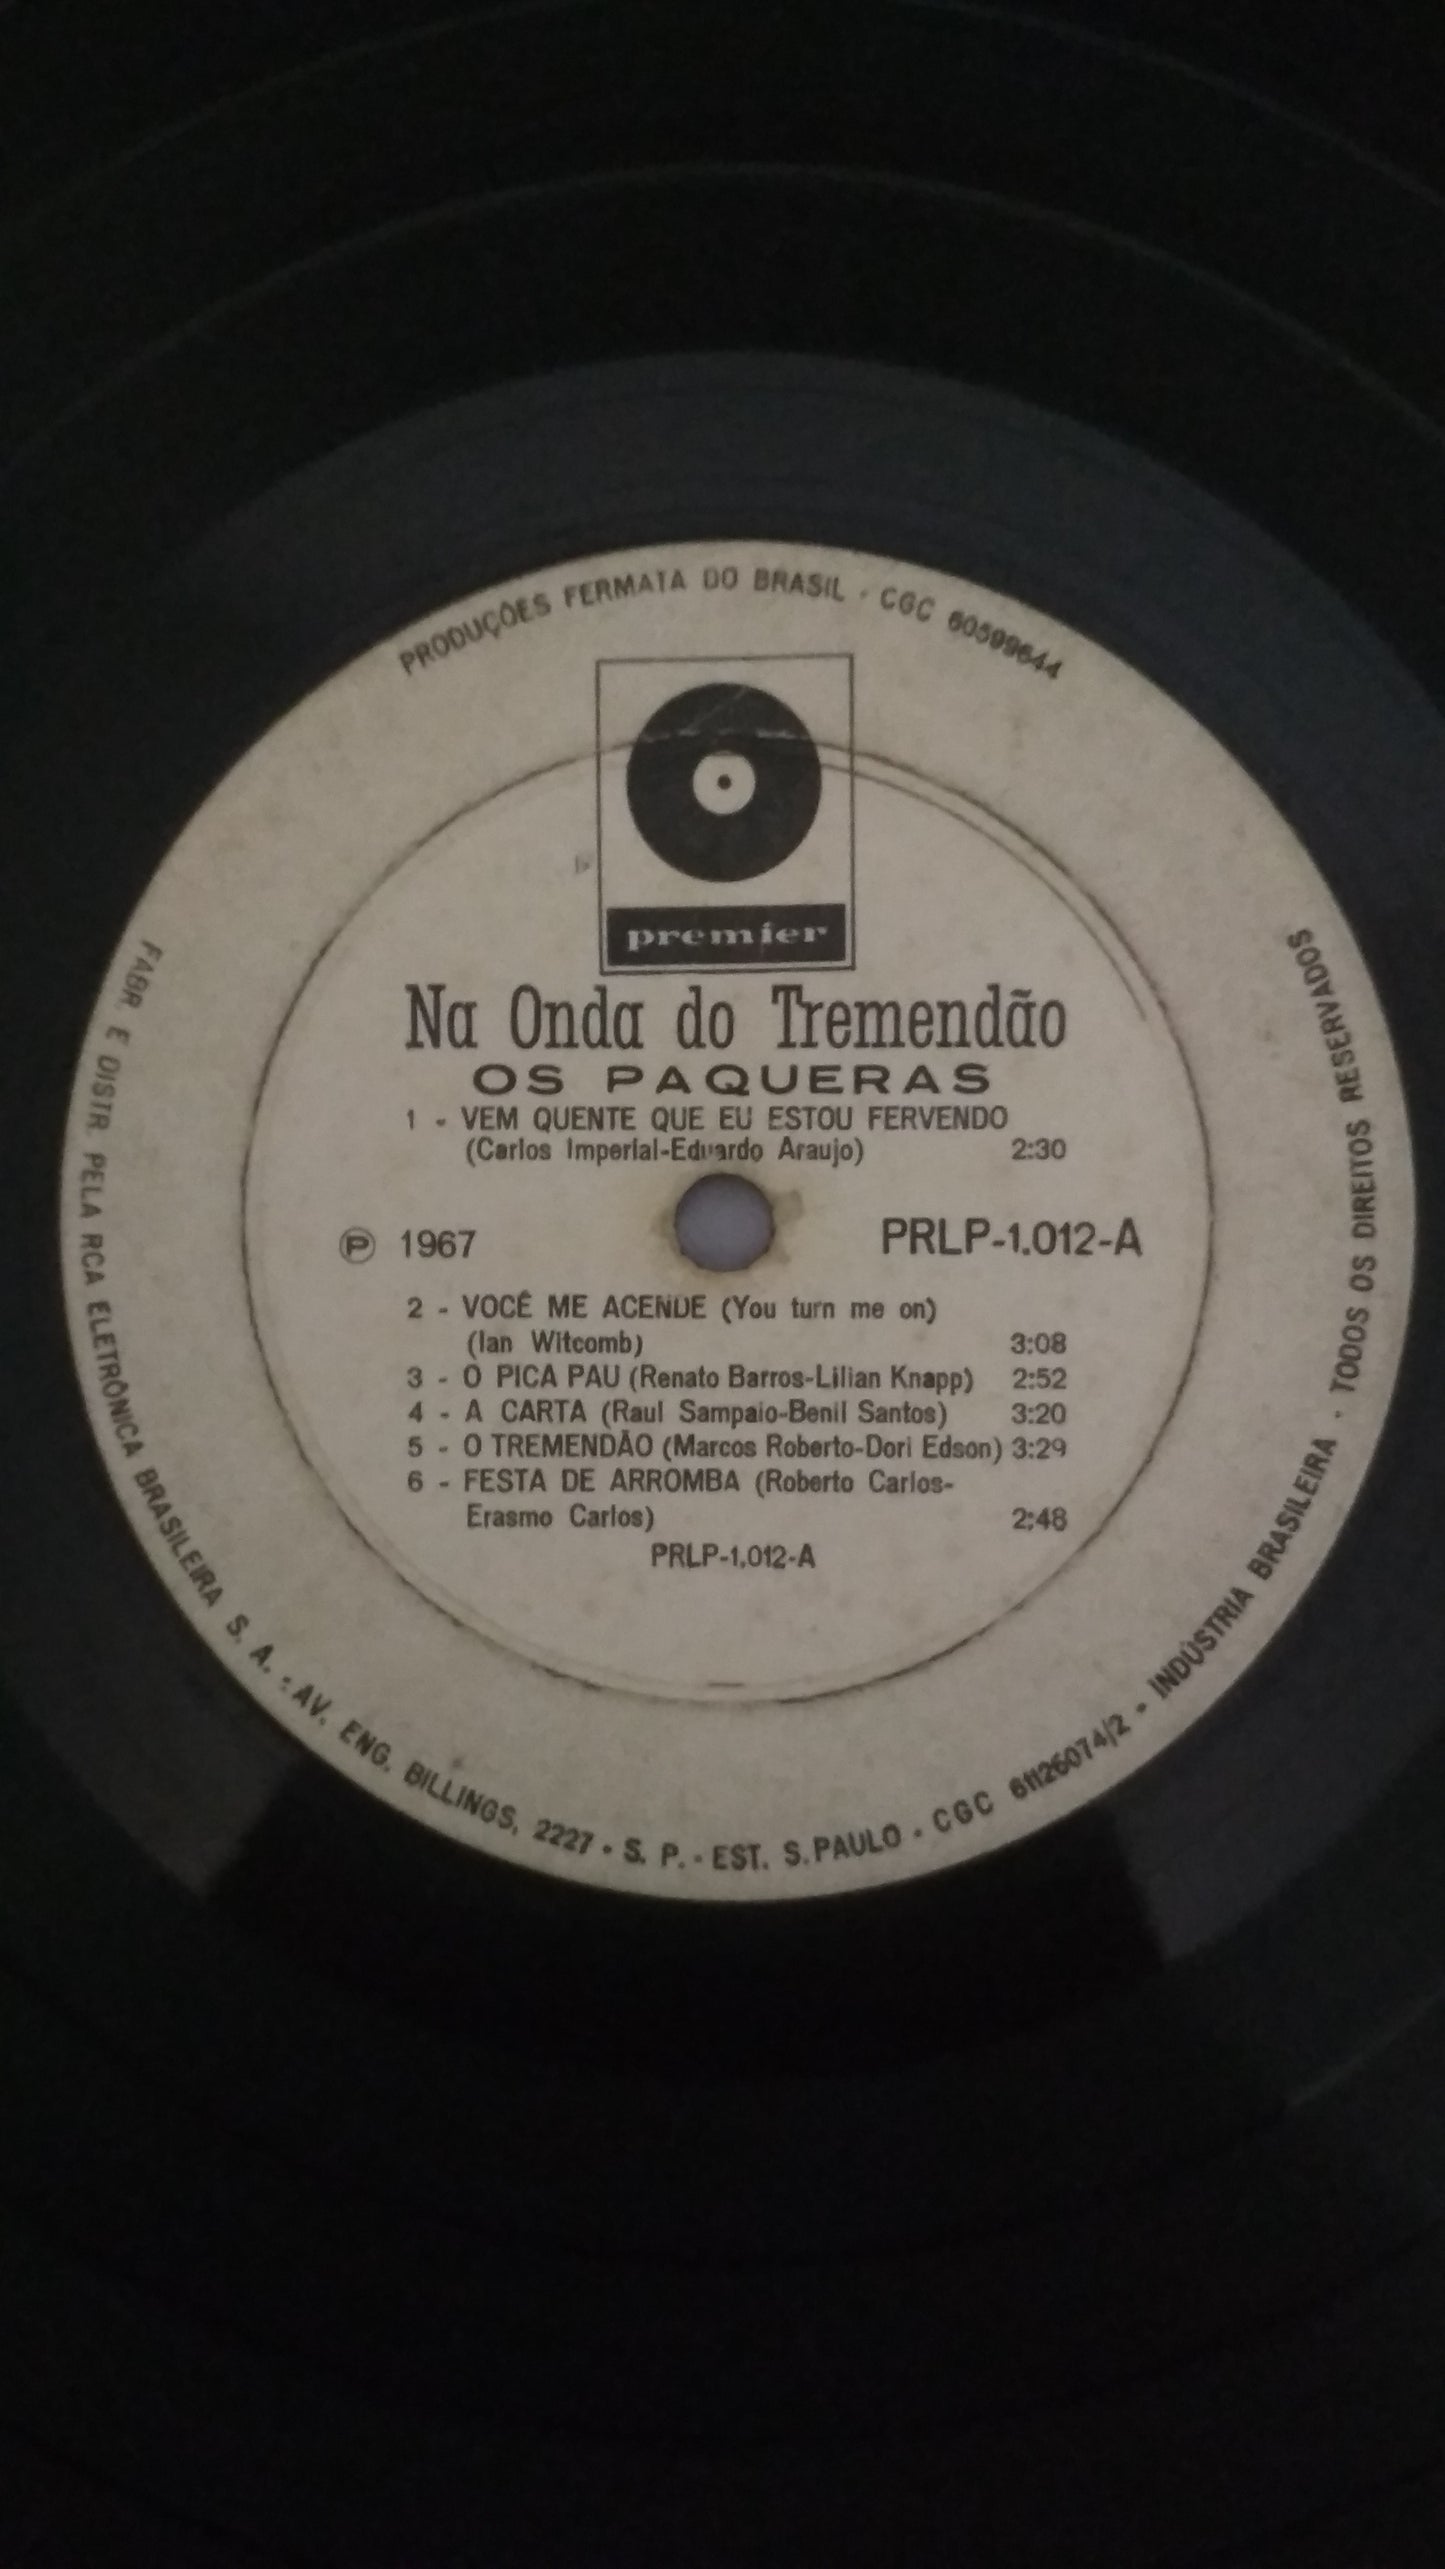 PRODUÇÕES FERMATA DO BRASIL - CGC 60599644
premier
Na Onda do Tremendão
OS PAQUERAS
1 - VEM QUENTE QUE EU ESTOU FERVENDO
(Carlos Imperial-Eduardo Araujo) 2:30
Ⓟ 1967 PRLP-1.012-A
2 - VOCÊ ME ACENDE (You turn me on)
(Ian Witcomb) 3:08
3 - O PICA PAU (Renato Barros-Lilian Knapp) 2:52
4 - A CARTA (Raul Sampaio-Benil Santos) 3:20
5 - O TREMENDÃO (Marcos Roberto-Dori Edson) 3:29
6 - FESTA DE ARROMBA (Roberto Carlos-
Erasmo Carlos) 2:48
PRLP-1.012-A
FABR. E DISTR. PELA RCA ELETRÔNICA BRASILEIRA S. A. - AV. ENG. BILLINGS, 2227 - S. P. - EST. S. PAULO - CGC 61126074/2 - INDÚSTRIA BRASILEIRA - TODOS OS DIREITOS RESERVADOS